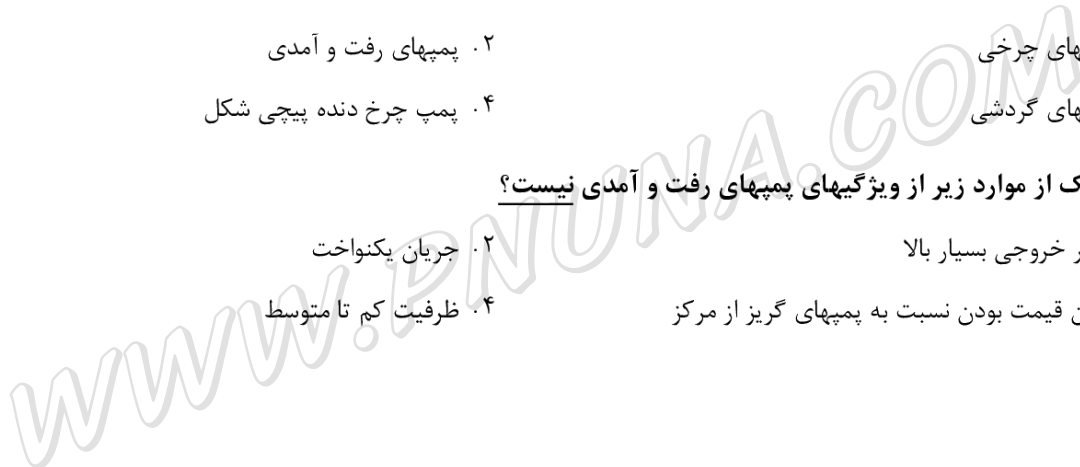 های چرخی ۲. پمپهای رفت و آمدی
های گردشی ۴. پمپ چرخ دنده پیچی شکل
ک از موارد زیر از ویژگیهای پمپهای رفت و آمدی نیست؟
ر خروجی بسیار بالا ۲. جریان یکنواخت
ن قیمت بودن نسبت به پمپهای گریز از مرکز ۴. ظرفیت کم تا متوسط
WWW.PNUNA.COM